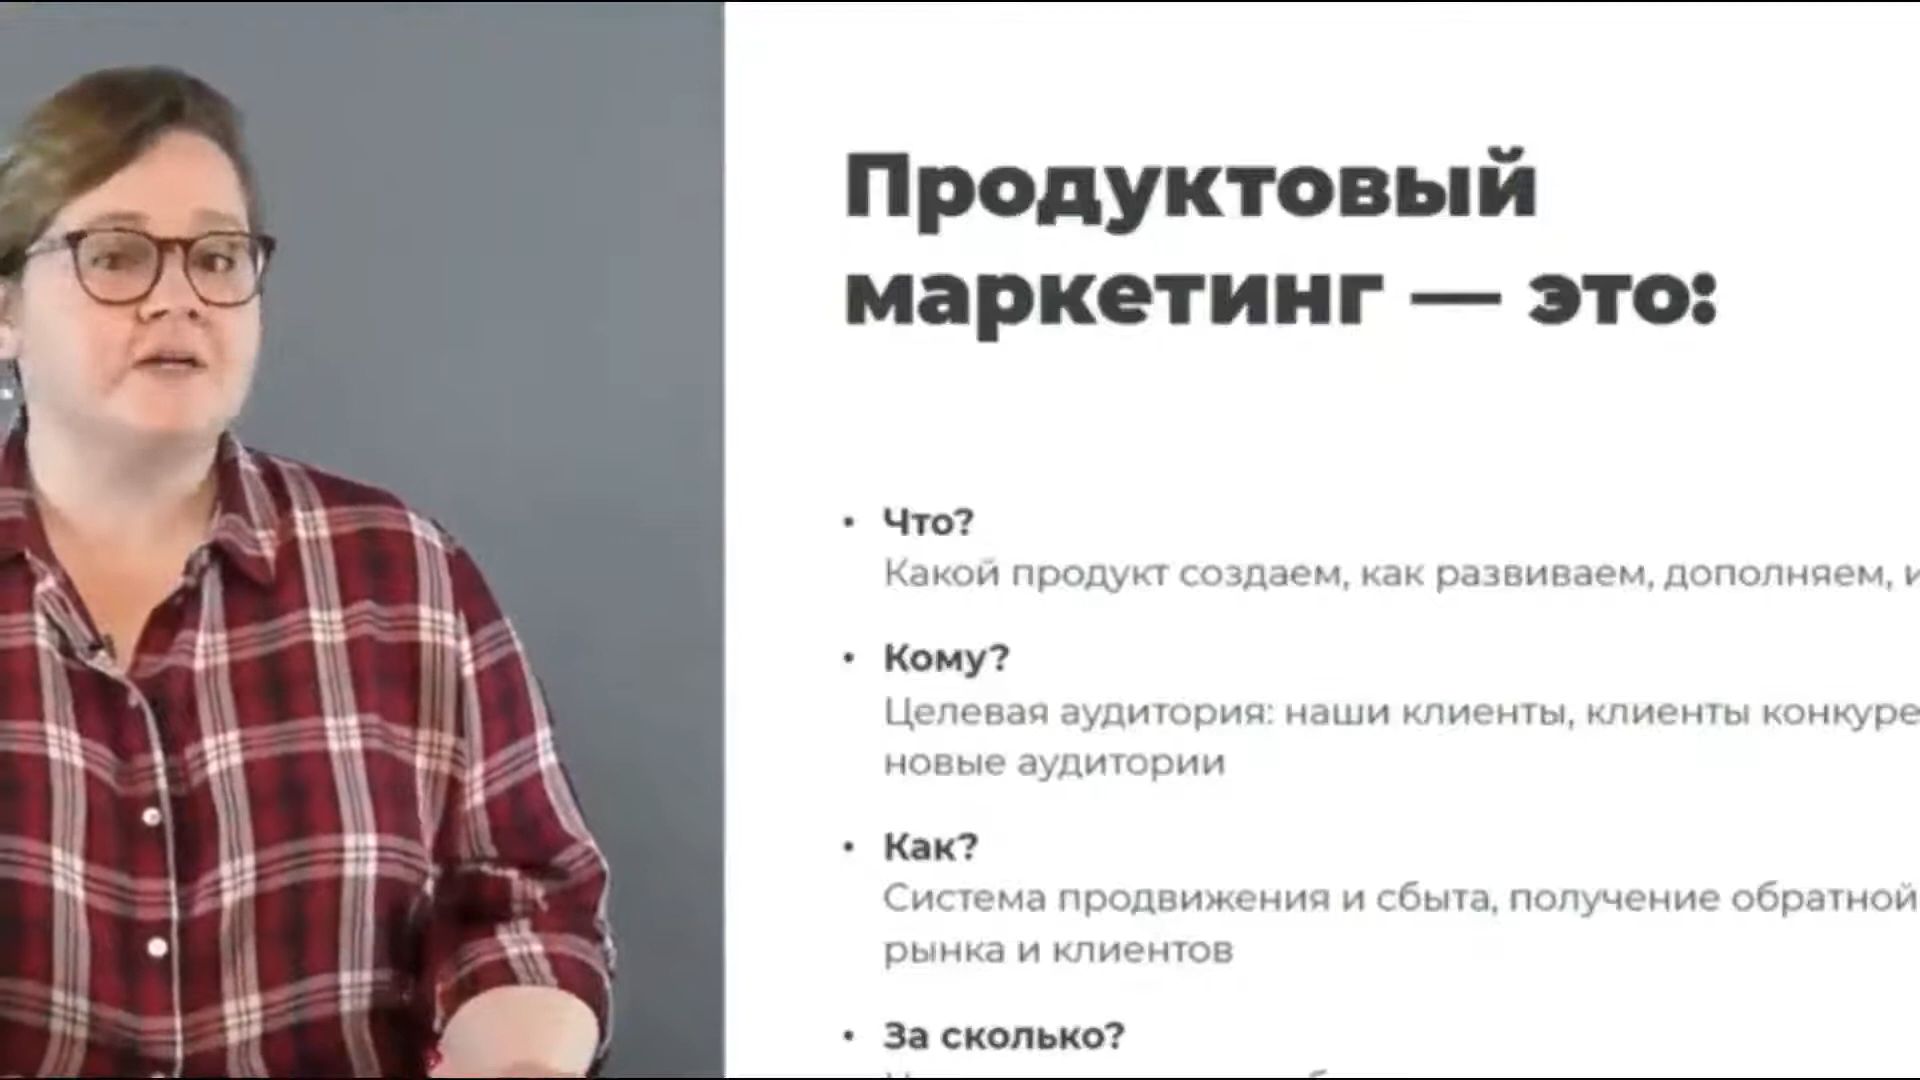 Продуктовый
маркетинг — это:
• Что?
Какой продукт создаем, как развиваем, дополняем,
• Кому?
Целевая аудитория: наши клиенты, клиенты
новые аудитории
• Как?
Система продвижения и сбыта, получение обратной
рынка и клиентов
• За сколько?